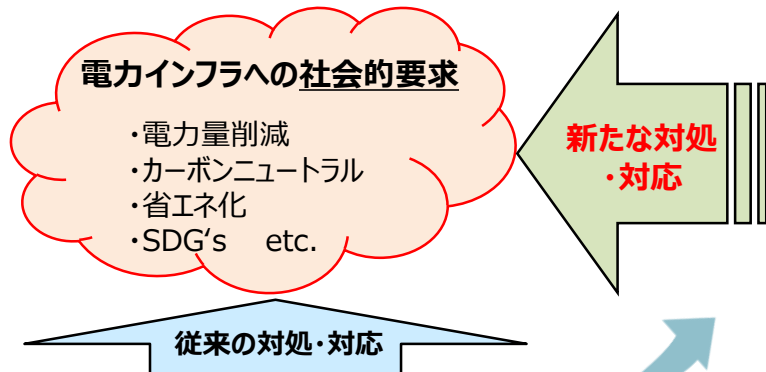 電力インフラへの社会的要求
・電力量削減
・カーボンニュートラル
・省エネ化
・SDG‘s etc.
新たな対処
・対応
従来の対処・対応